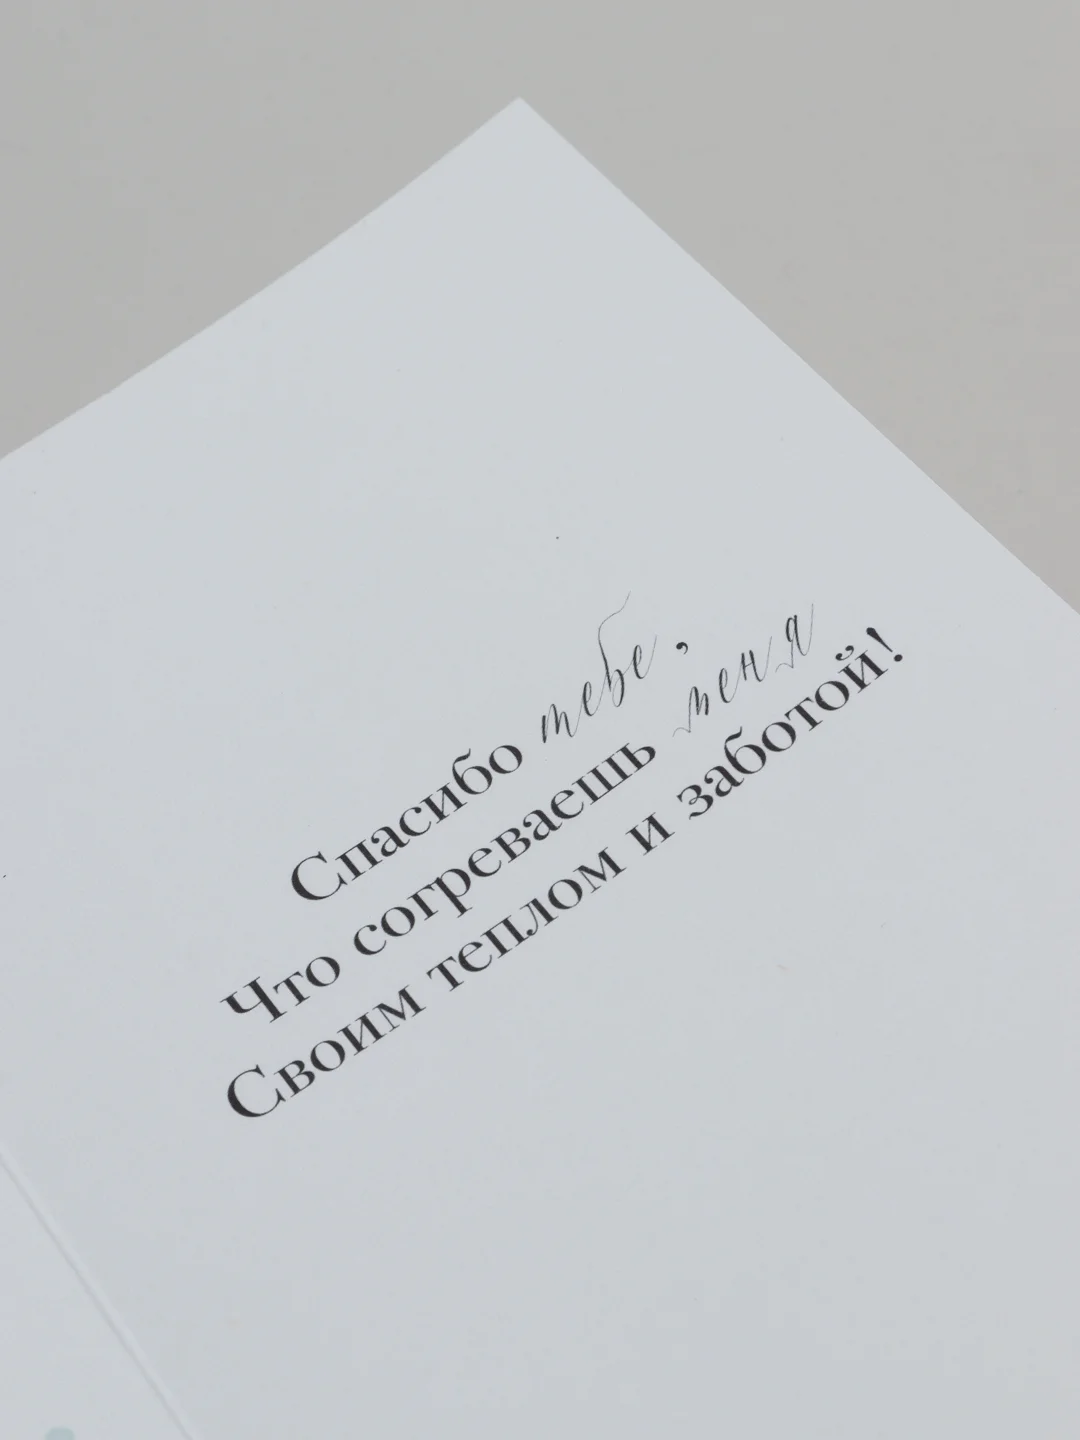 Спасибо тебе,
Что согреваешь меня
Своим теплом и заботой!